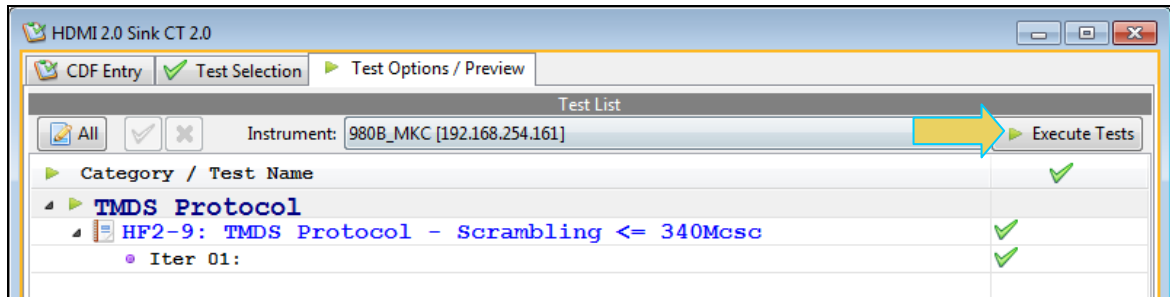 HDMI 2.0 Sink CT 2.0
CDF Entry Test Selection Test Options / Preview
Test List
All Instrument: 980B_MKC [192.168.254.161] Execute Tests
Category / Test Name
TMDS Protocol
HF2-9: TMDS Protocol - Scrambling <= 340Mcsc
Iter 01: